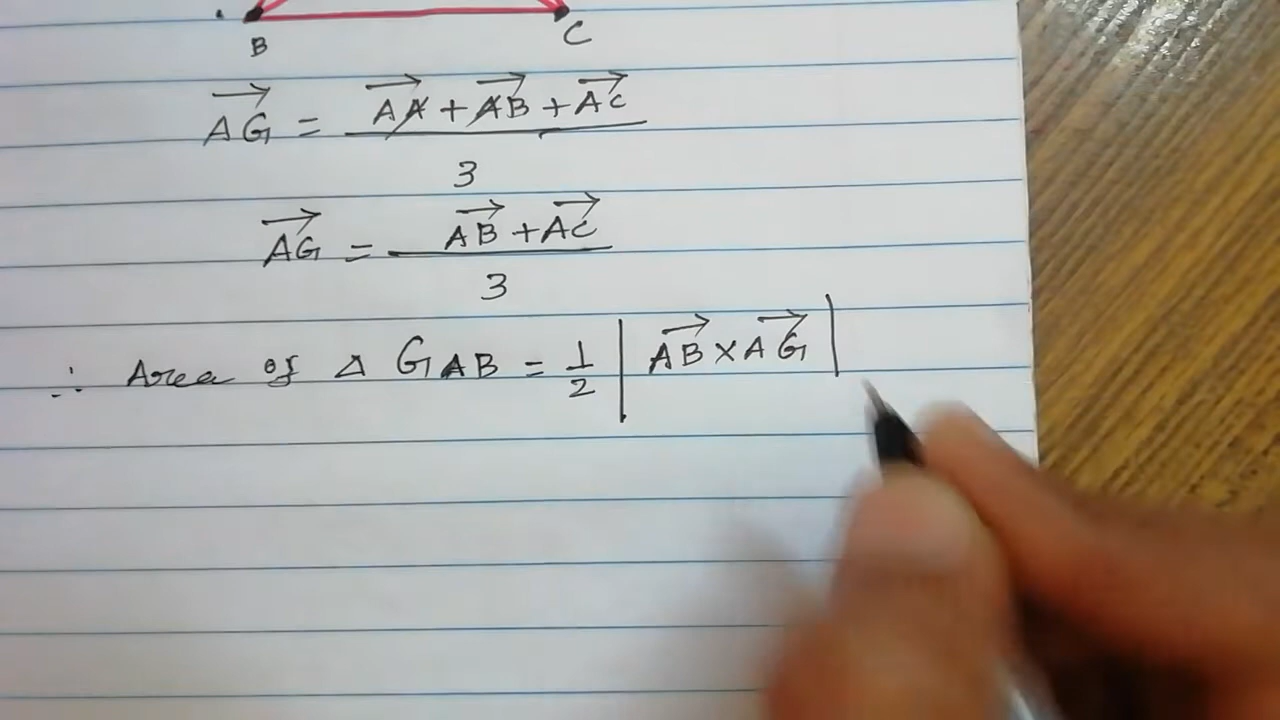 B C
AG = AA + AB + AC / 3
AG = AB + AC / 3
∴ Area of Δ GAB = 1/2 | AB × AG |